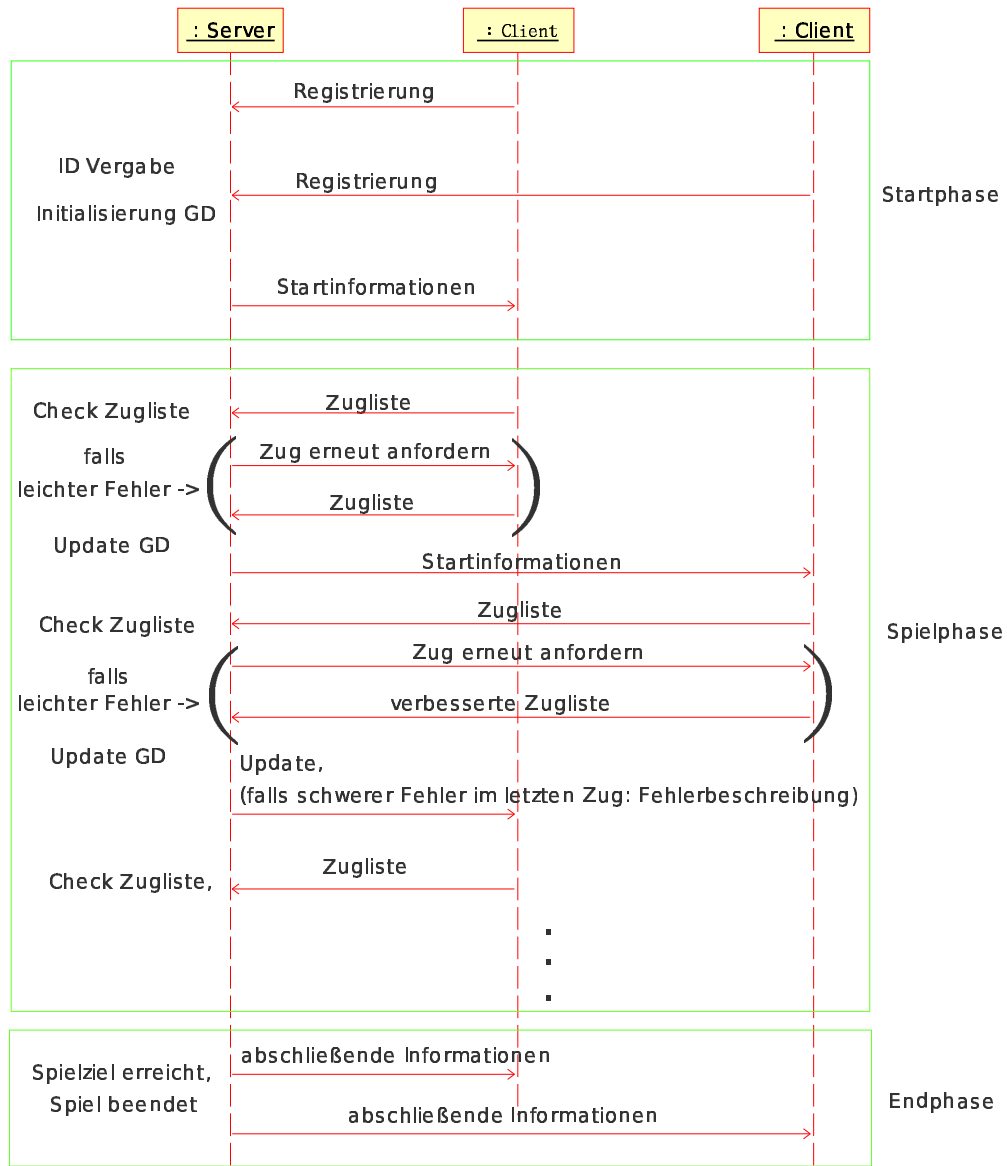 : Server
: Client
: Client
Registrierung
ID Vergabe
Registrierung
Startphase
Initialisierung GD
Startinformationen
Zugliste
Check Zugliste
Zug erneut anfordern
falls
leichter Fehler ->
Zugliste
Update GD
Startinformationen
Zugliste
Check Zugliste
Spielphase
Zug erneut anfordern
falls
leichter Fehler ->
verbesserte Zugliste
Update GD
Update,
(falls schwerer Fehler im letzten Zug: Fehlerbeschreibung)
Zugliste
Check Zugliste,
abschließende Informationen
Spielziel erreicht,
Spiel beendet
Endphase
abschließende Informationen